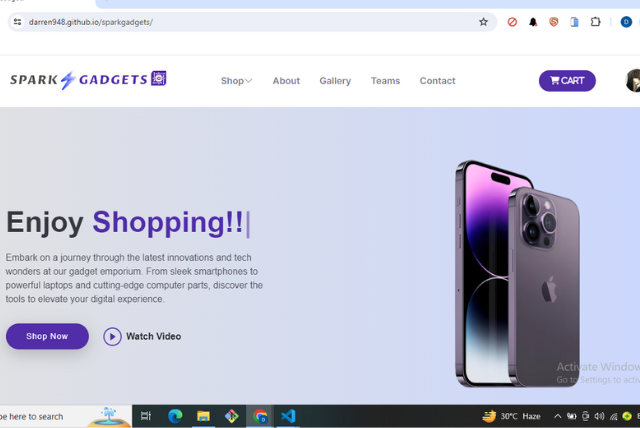 darren948.github.io/sparkgadgets/
D
SPARK GADGETS
Shop
About
Gallery
Teams
Contact
CART
Enjoy Shopping!!|
Embark on a journey through the latest innovations and tech
wonders at our gadget emporium. From sleek smartphones to
powerful laptops and cutting-edge computer parts, discover the
tools to elevate your digital experience.
Shop Now
Watch Video
Activate Window
Go to Settings to activ
pe here to search
30°C Haze